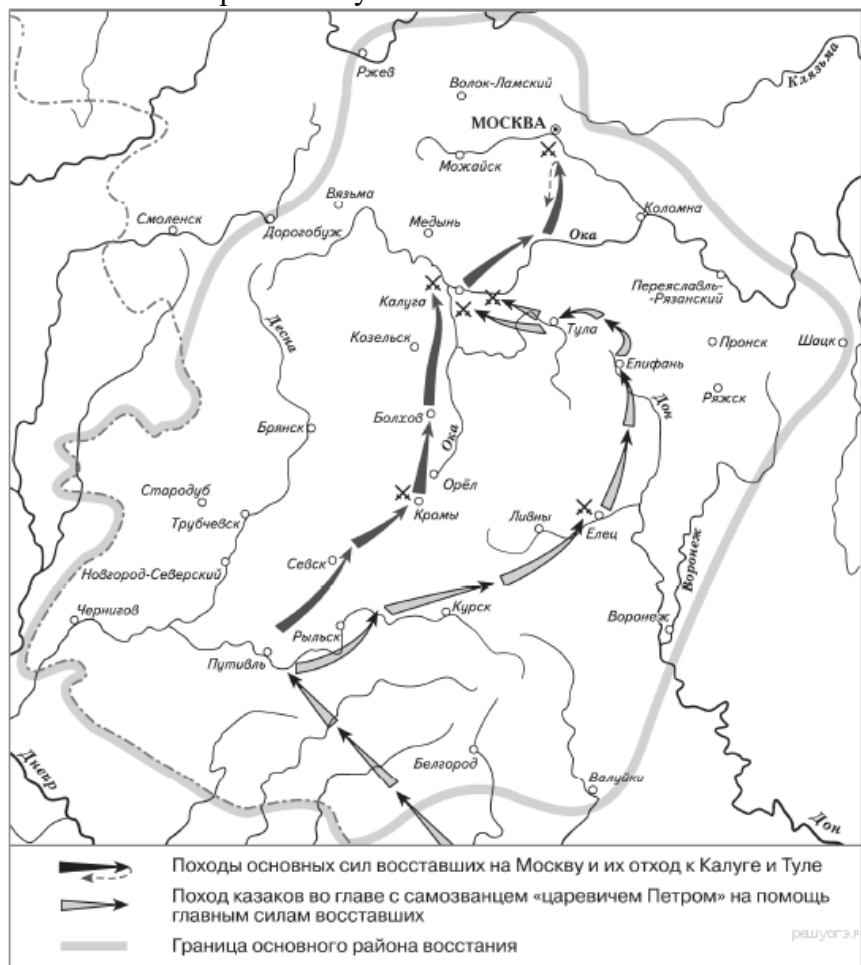 Ржев
Волок-Ламский
Клязьма
МОСКВА
Можайск
Вязьма
Смоленск
Дорогобуж
Медынь
Коломна
Ока
Переяславль-
-Рязанский
Калуга
Тула
Десна
Козельск
Пронск
Шацк
Епифань
Ряжск
Дон
Болхов
Ока
Брянск
Орёл
Стародуб
Трубчевск
Кромы
Ливны
Елец
Воронеж
Севск
Новгород-Северский
Чернигов
Рыльск
Курск
Воронеж
Путивль
Белгород
Днепр
Валуйки
Дон
Походы основных сил восставших на Москву и их отход к Калуге и Туле
Поход казаков во главе с самозванцем «царевичем Петром» на помощь
главным силам восставших
Граница основного района восстания